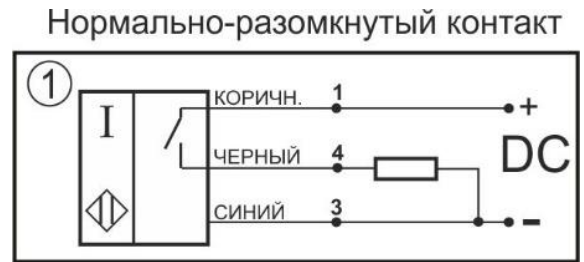 Нормально-разомкнутый контакт
1
I
КОРИЧН. 1 +
ЧЕРНЫЙ 4 DC
СИНИЙ 3 -